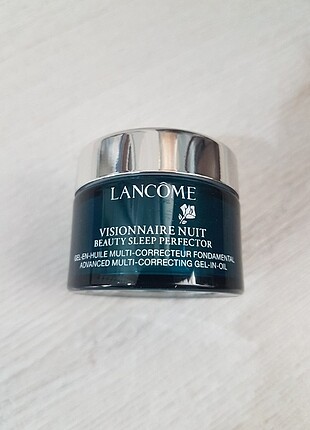 LANCÔME
VISIONNAIRE NUIT
BEAUTY SLEEP PERFECTOR
GEL-EN-HUILE MULTI-CORRECTEUR FONDAMENTAL
ADVANCED MULTI-CORRECTING GEL-IN-OIL